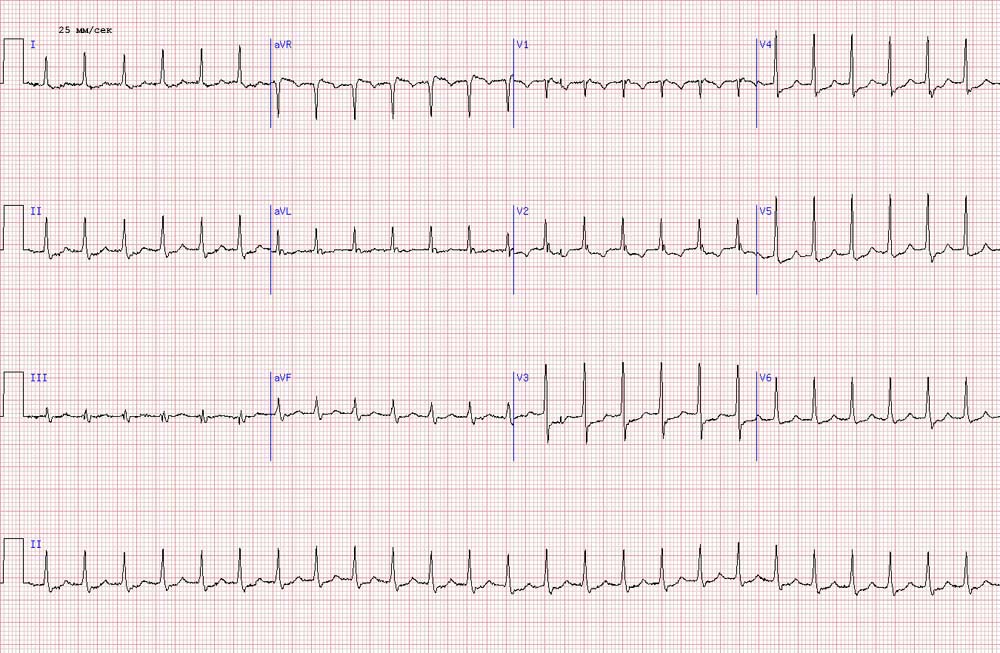 25 мм/сек
I aVR V1 V4
II aVL V2 V5
III aVF V3 V6
II